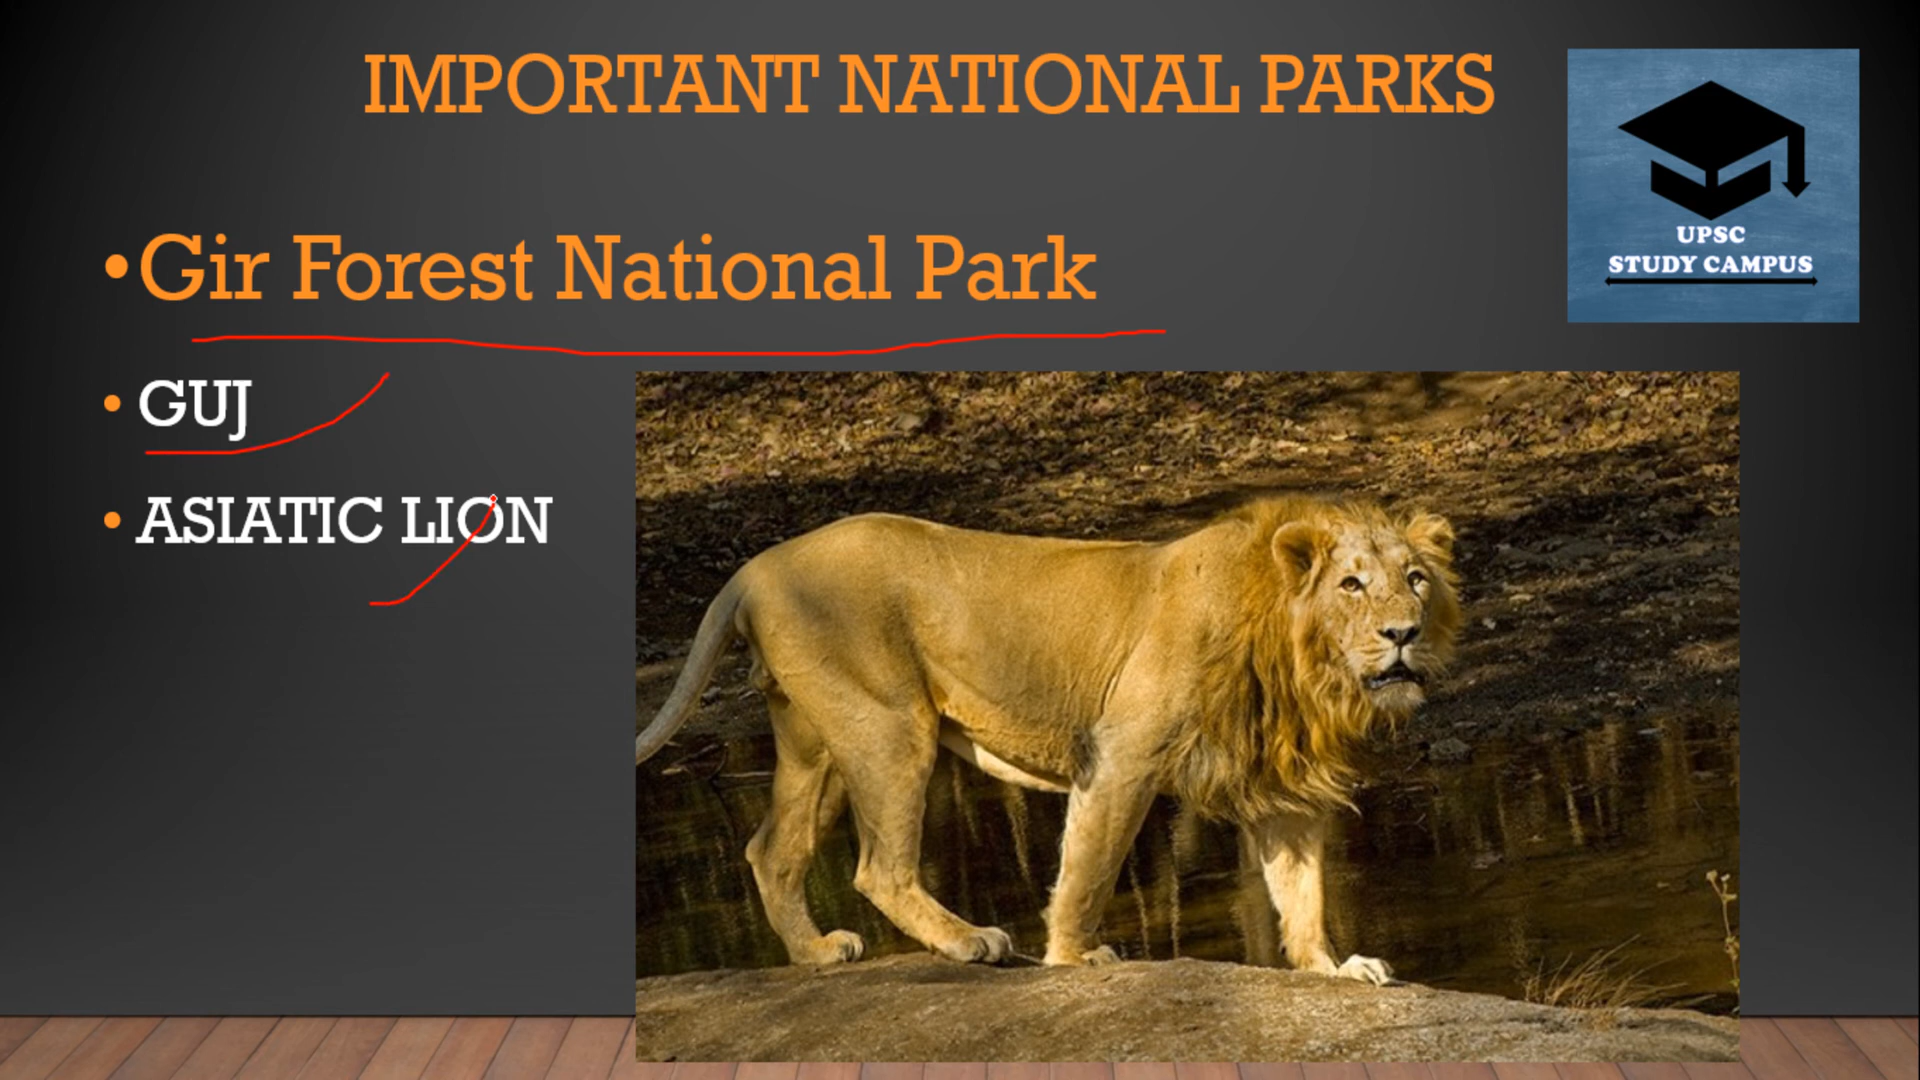 IMPORTANT NATIONAL PARKS
UPSC
STUDY CAMPUS
•Gir Forest National Park
• GUJ
• ASIATIC LION